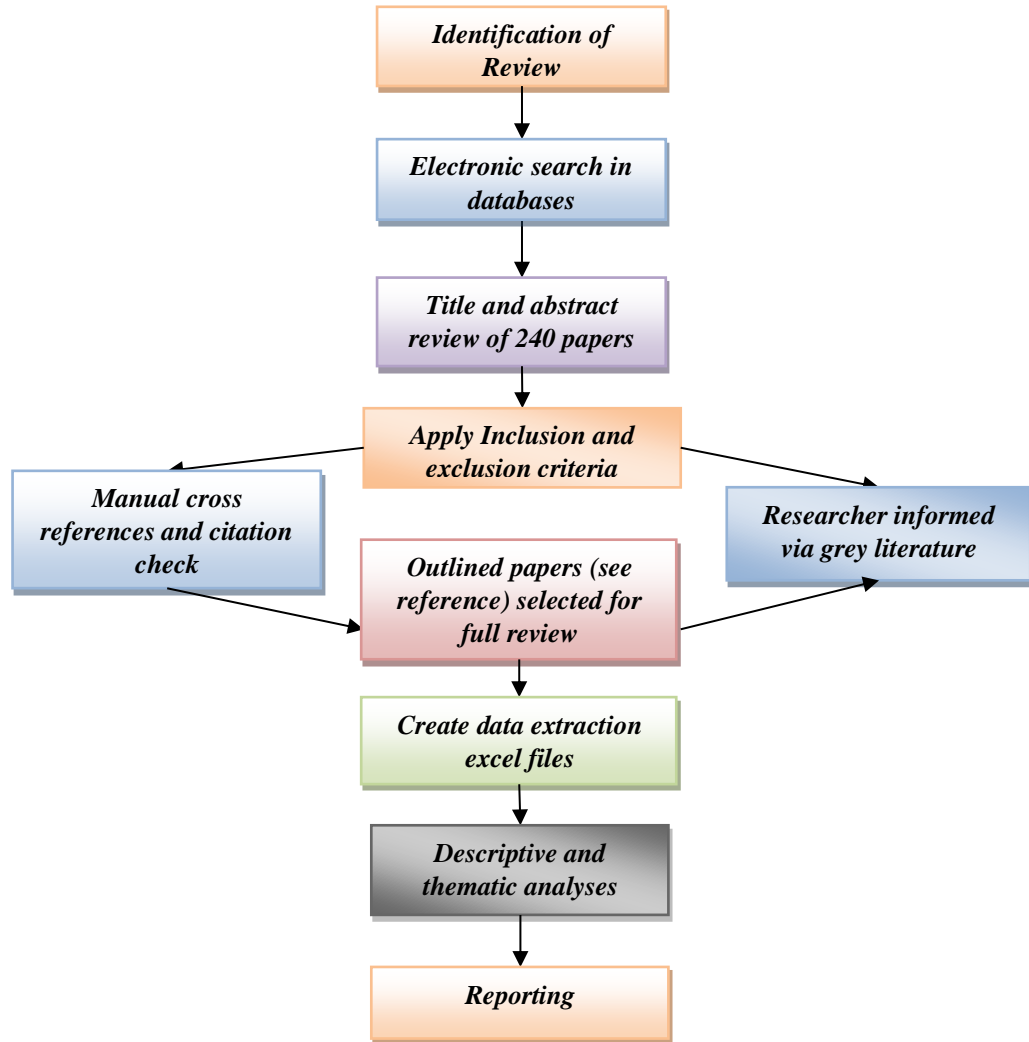 Identification of
Review
Electronic search in
databases
Title and abstract
review of 240 papers
Apply Inclusion and
exclusion criteria
Manual cross
references and citation
check
Researcher informed
via grey literature
Outlined papers (see
reference) selected for
full review
Create data extraction
excel files
Descriptive and
thematic analyses
Reporting